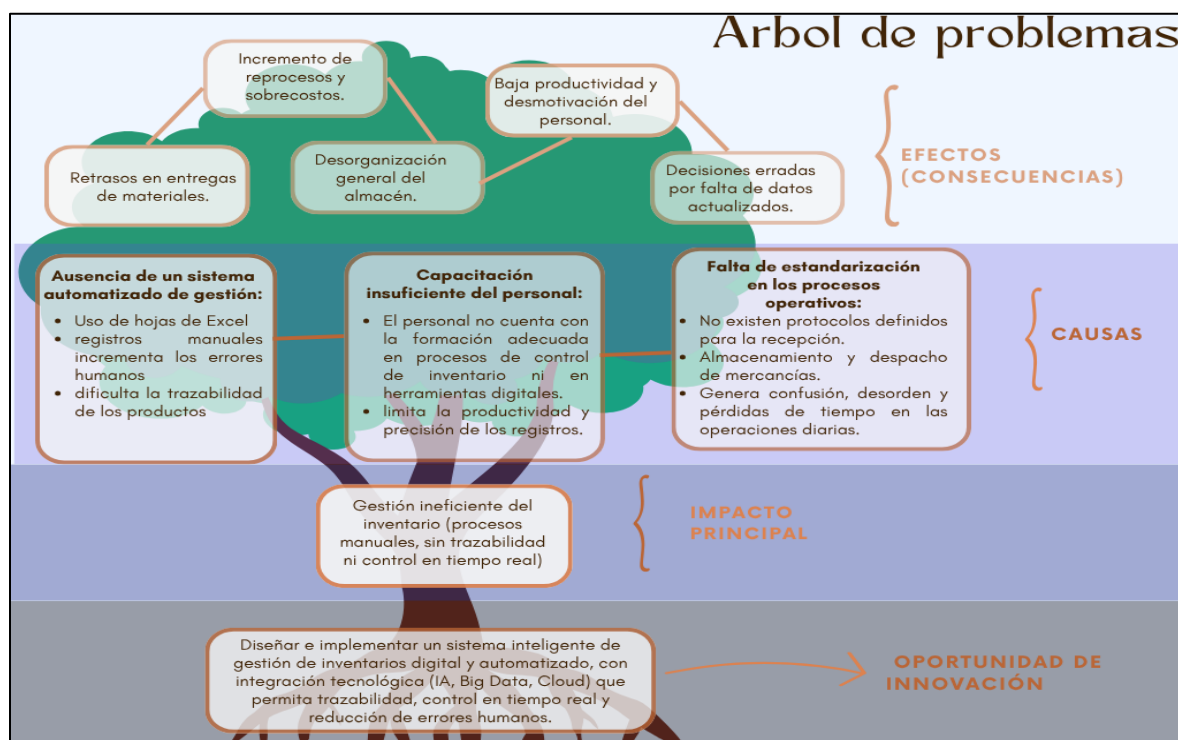 Arbol de problemas
Incremento de
reprocesos y
sobrecostos.
Baja productividad y
desmotivación del
personal.
Retrasos en entregas
de materiales.
Desorganización
general del
almacén.
Decisiones erradas
por falta de datos
actualizados.
EFECTOS
(CONSECUENCIAS)
Ausencia de un sistema
automatizado de gestión:
• Uso de hojas de Excel
• registros manuales
incrementa los errores
humanos
• dificulta la trazabilidad
de los productos
Capacitación
insuficiente del personal:
• El personal no cuenta con
la formación adecuada
en procesos de control
de inventario ni en
herramientas digitales.
• limita la productividad y
precisión de los registros.
Falta de estandarización
en los procesos
operativos:
• No existen protocolos definidos
para la recepción.
• Almacenamiento y despacho
de mercancías.
• Genera confusión, desorden y
pérdidas de tiempo en las
operaciones diarias.
CAUSAS
Gestión ineficiente del
inventario (procesos
manuales, sin trazabilidad
ni control en tiempo real)
IMPACTO
PRINCIPAL
Diseñar e implementar un sistema inteligente de
gestión de inventarios digital y automatizado, con
integración tecnológica (IA, Big Data, Cloud) que
permita trazabilidad, control en tiempo real y
reducción de errores humanos.
OPORTUNIDAD DE
INNOVACIÓN